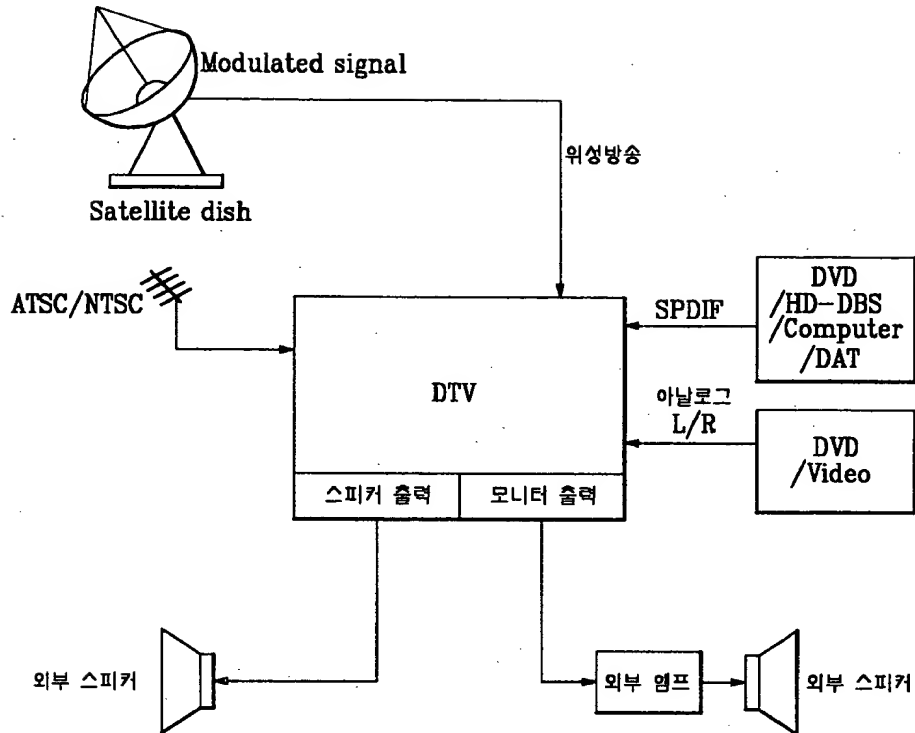 Modulated signal
위성방송
Satellite dish
ATSC/NTSC
SPDIF
DVD
/HD-DBS
/Computer
/DAT
DTV
아날로그
L/R
DVD
/Video
스피커 출력
모니터 출력
외부 스피커
외부 앰프
외부 스피커